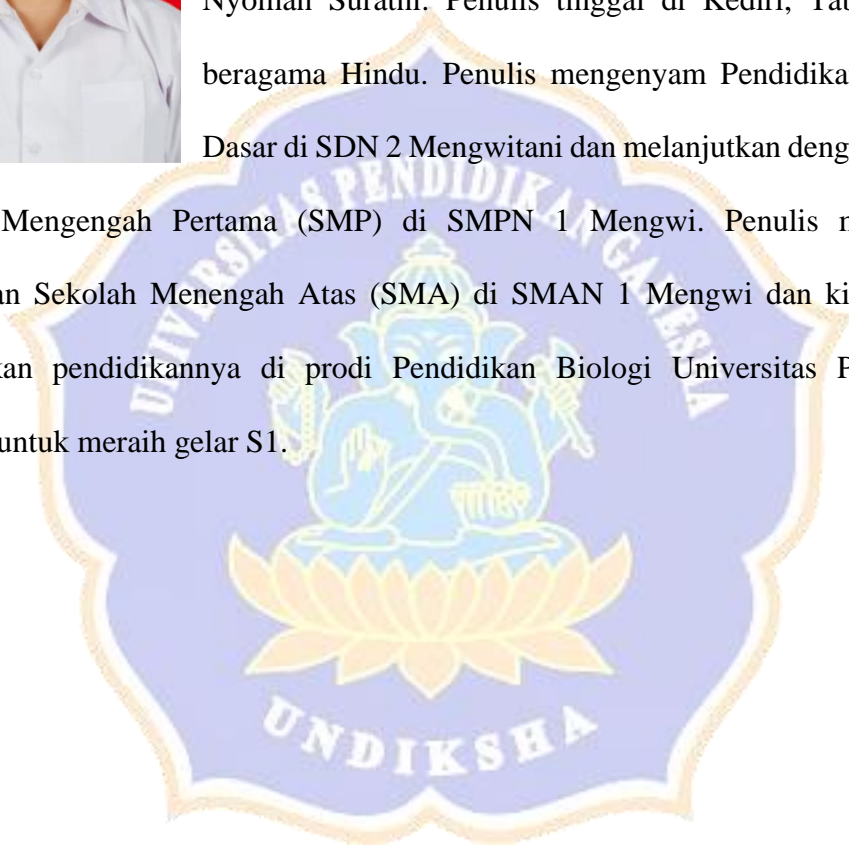 Nyoman Penulis tinggal di Kediri, Tab
beragama Hindu. Penulis mengenyam Pendidika
Dasar di SDN 2 Mengwitani dan melanjutkan deng
Mengengah Pertama (SMP) di SMPN 1 Mengwi. Penulis m
an Sekolah Menengah Atas (SMA) di SMAN 1 Mengwi dan ki
kan pendidikannya di prodi Pendidikan Biologi Universitas P
untuk meraih gelar S1.
UNIVERSITAS PENDIDIKAN GANESHA
UNDIKSHA